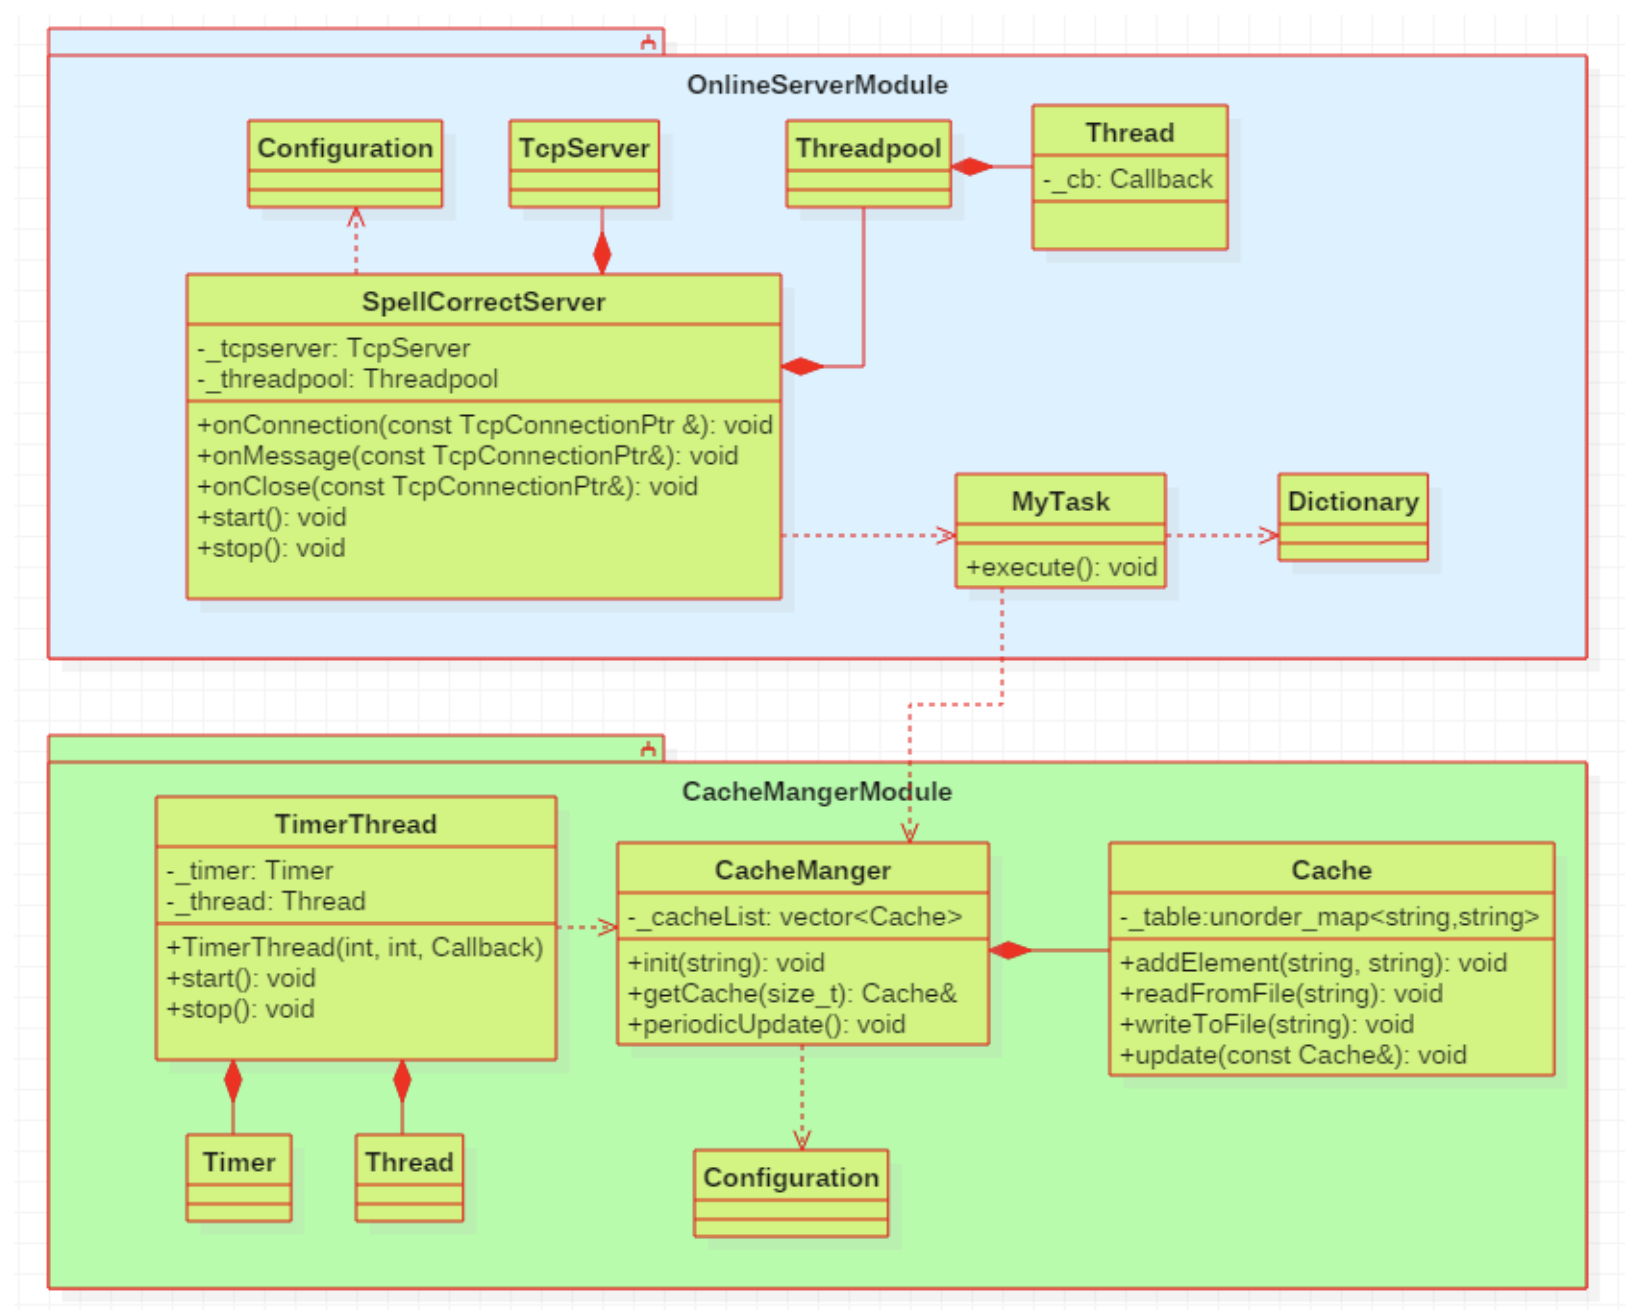 OnlineServerModule
Configuration
TcpServer
Threadpool
Thread
-_cb: Callback
SpellCorrectServer
-_tcpserver: TcpServer
-_threadpool: Threadpool
+onConnection(const TcpConnectionPtr &): void
+onMessage(const TcpConnectionPtr&): void
+onClose(const TcpConnectionPtr&): void
+start(): void
+stop(): void
MyTask
+execute(): void
Dictionary
CacheMangerModule
TimerThread
-_timer: Timer
-_thread: Thread
+TimerThread(int, int, Callback)
+start(): void
+stop(): void
CacheManger
-_cacheList: vector<Cache>
+init(string): void
+getCache(size_t): Cache&
+periodicUpdate(): void
Cache
-_table:unorder_map<string,string>
+addElement(string, string): void
+readFromFile(string): void
+writeToFile(string): void
+update(const Cache&): void
Timer
Thread
Configuration